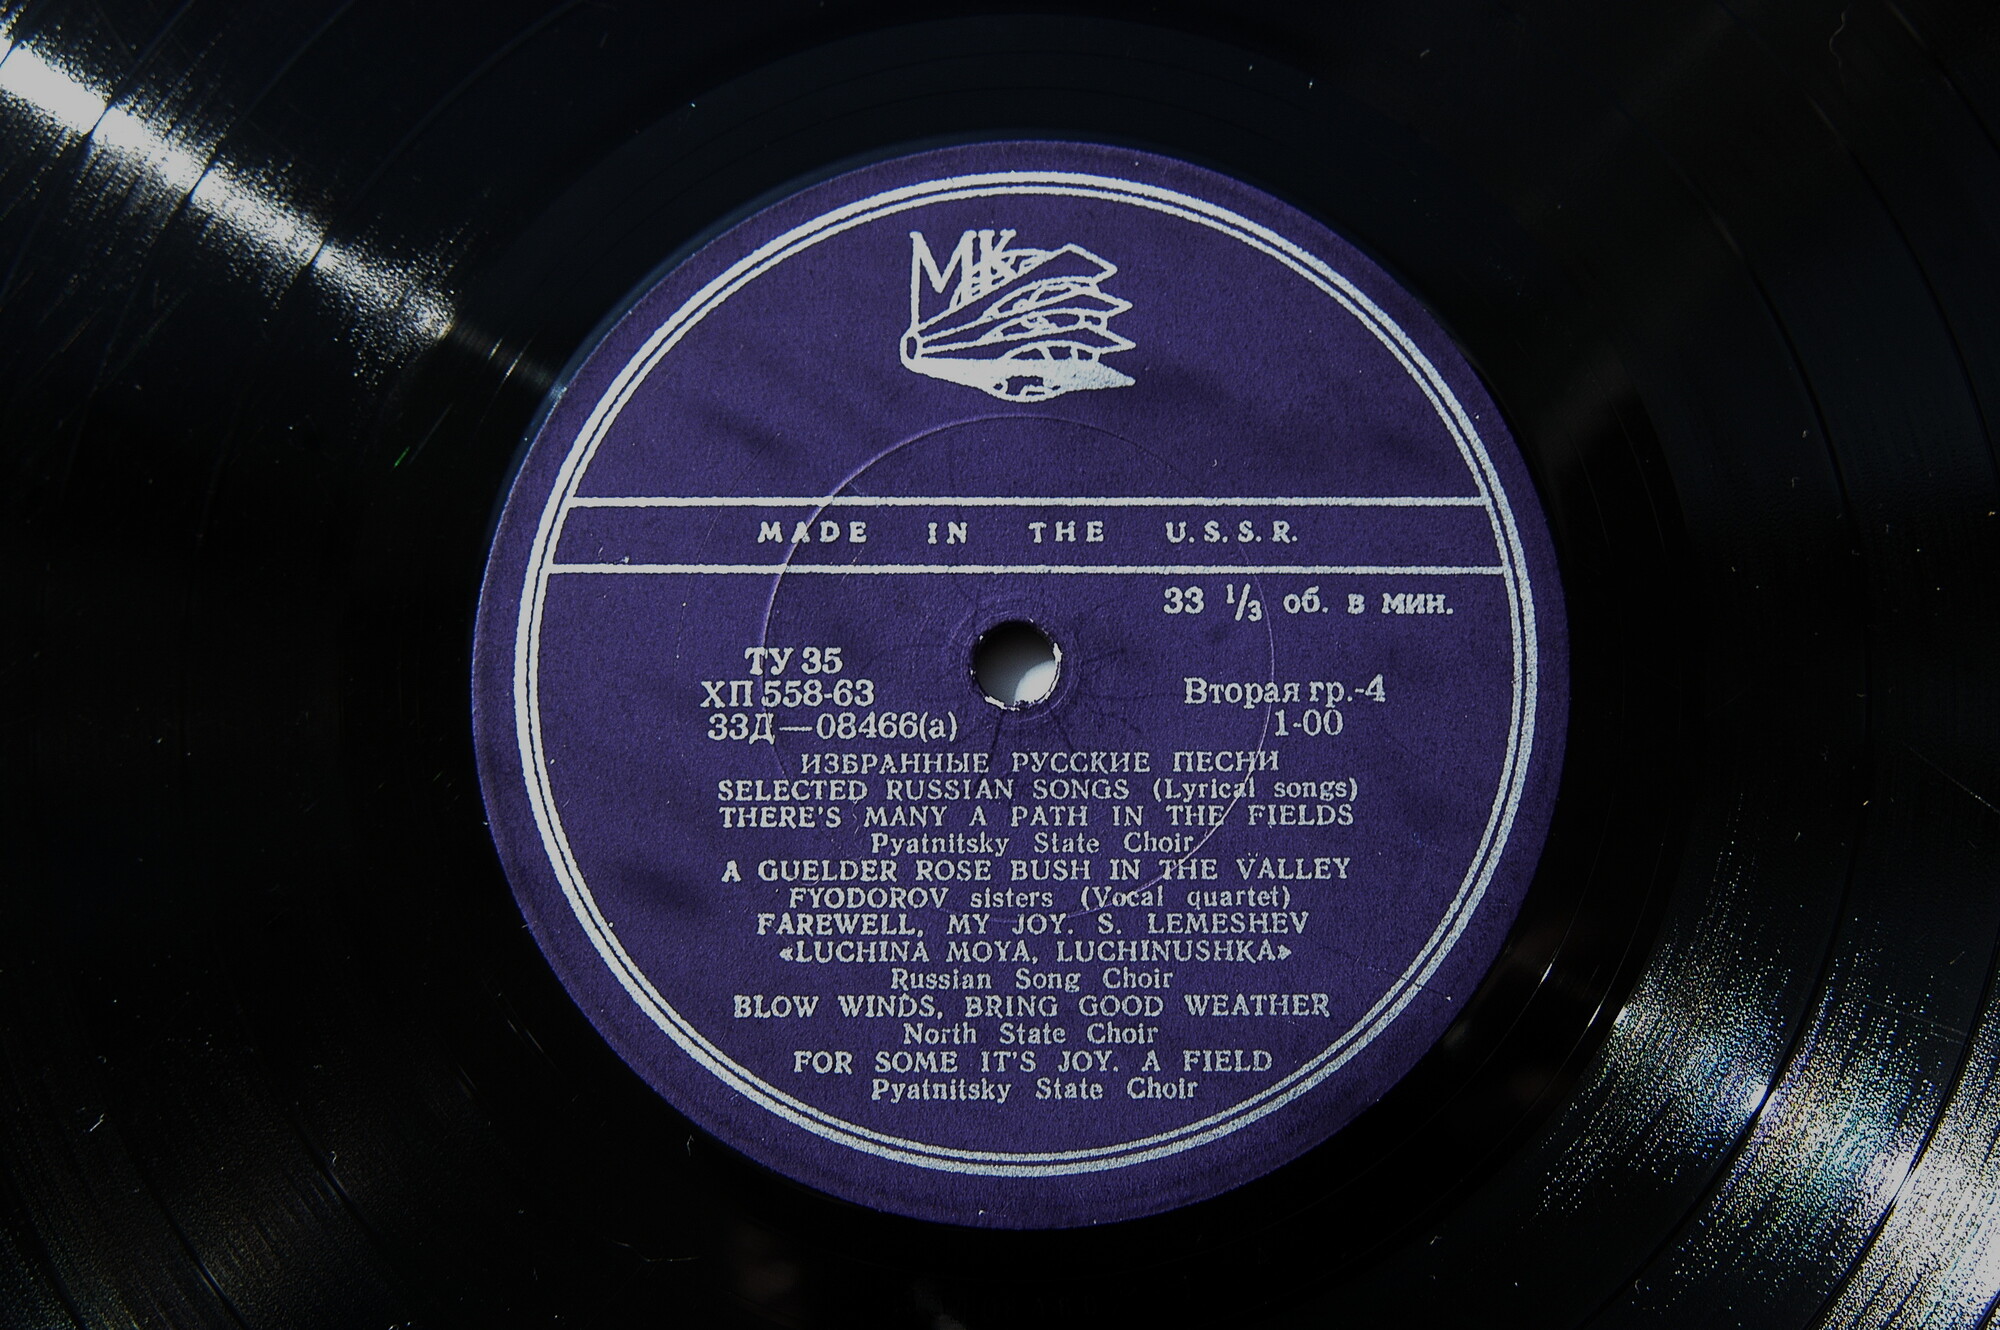 МК
MADE IN THE U.S.S.R.
33 1/3 об. в мин.
ТУ 35
ХП 558-63
33Д—08466(а)
Вторая гр.-4
1-00
ИЗБРАННЫЕ РУССКИЕ ПЕСНИ
SELECTED RUSSIAN SONGS (Lyrical songs)
THERE'S MANY A PATH IN THE FIELDS
Pyatnitsky State Choir
A GUELDER ROSE BUSH IN THE VALLEY
FYODOROV sisters (Vocal quartet)
FAREWELL, MY JOY. S. LEMESHEV
«LUCHINA MOYA, LUCHINUSHKA»
Russian Song Choir
BLOW WINDS, BRING GOOD WEATHER
North State Choir
FOR SOME IT'S JOY. A FIELD
Pyatnitsky State Choir